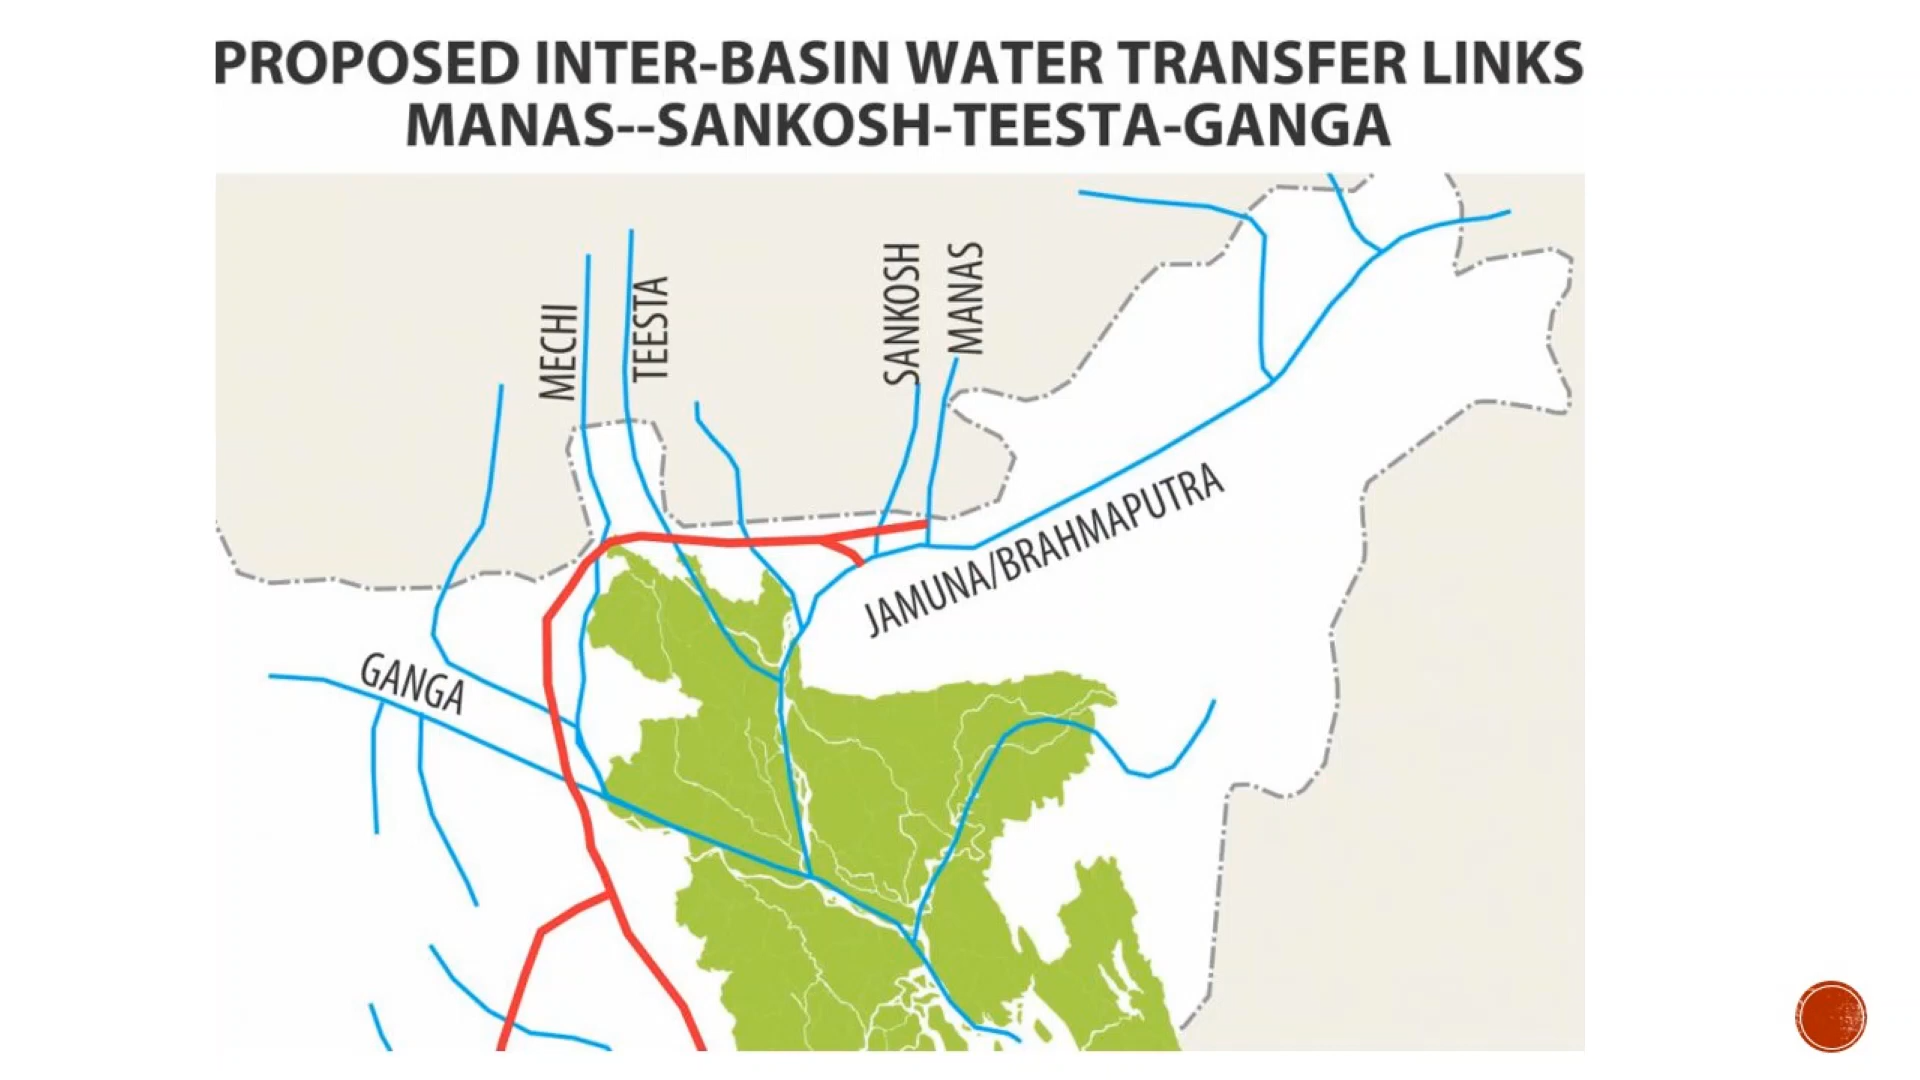 PROPOSED INTER-BASIN WATER TRANSFER LINKS
MANAS--SANKOSH-TEESTA-GANGA
MECHI
TEESTA
SANKOSH
MANAS
JAMUNA/BRAHMAPUTRA
GANGA